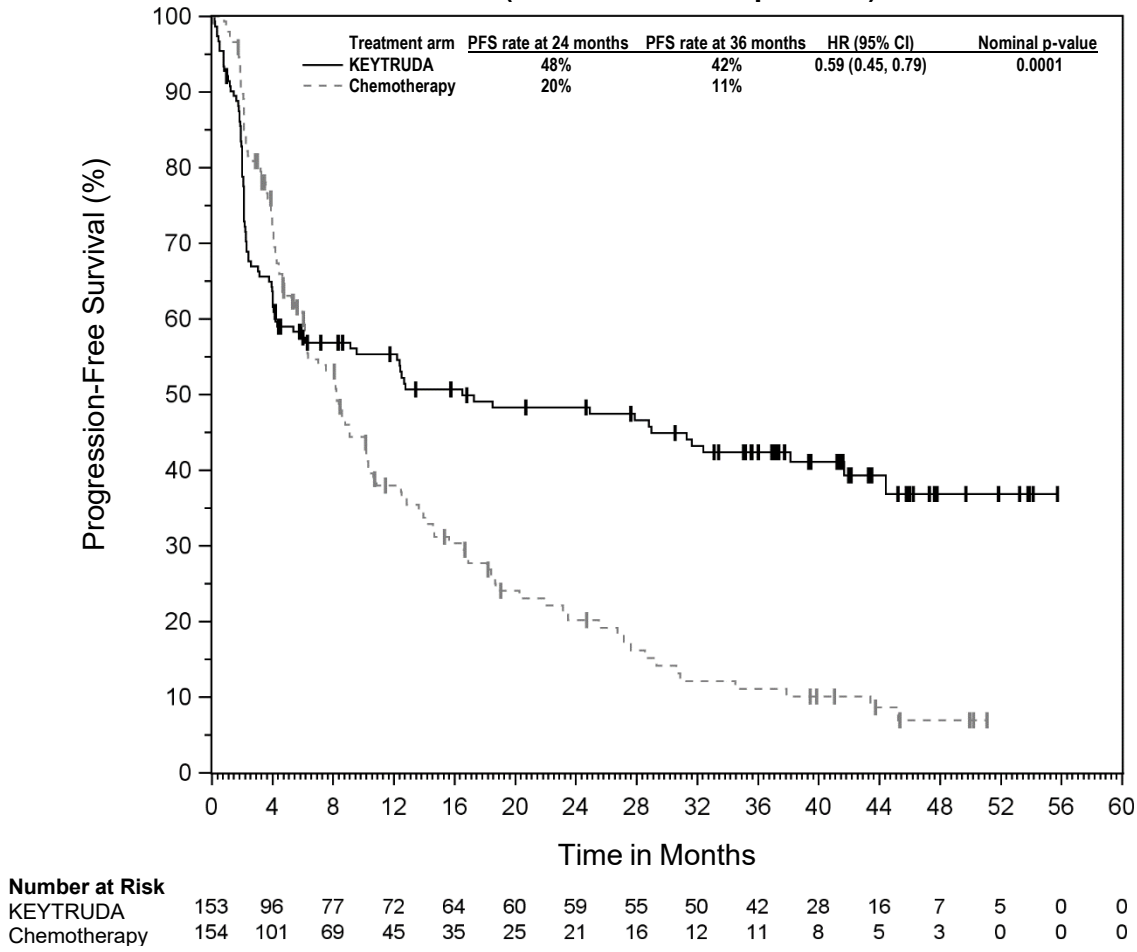 Treatment arm PFS rate at 24 months PFS rate at 36 months HR (95% CI) Nominal p-value
KEYTRUDA 48% 42% 0.59 (0.45, 0.79) 0.0001
Chemotherapy 20% 11%
100
90
80
70
60
50
40
30
20
10
0
Progression-Free Survival (%)
0 4 8 12 16 20 24 28 32 36 40 44 48 52 56 60
Time in Months
Number at Risk
KEYTRUDA 153 96 77 72 64 60 59 55 50 42 28 16 7 5 0 0
Chemotherapy 154 101 69 45 35 25 21 16 12 11 8 5 3 0 0 0